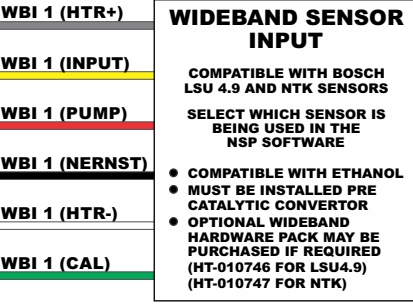 WBI 1 (HTR+)
WBI 1 (INPUT)
WBI 1 (PUMP)
WBI 1 (NERNST)
WBI 1 (HTR-)
WBI 1 (CAL)
WIDEBAND SENSOR
INPUT
COMPATIBLE WITH BOSCH
LSU 4.9 AND NTK SENSORS
SELECT WHICH SENSOR IS
BEING USED IN THE
NSP SOFTWARE
● COMPATIBLE WITH ETHANOL
● MUST BE INSTALLED PRE
CATALYTIC CONVERTOR
● OPTIONAL WIDEBAND
HARDWARE PACK MAY BE
PURCHASED IF REQUIRED
(HT-010746 FOR LSU4.9)
(HT-010747 FOR NTK)